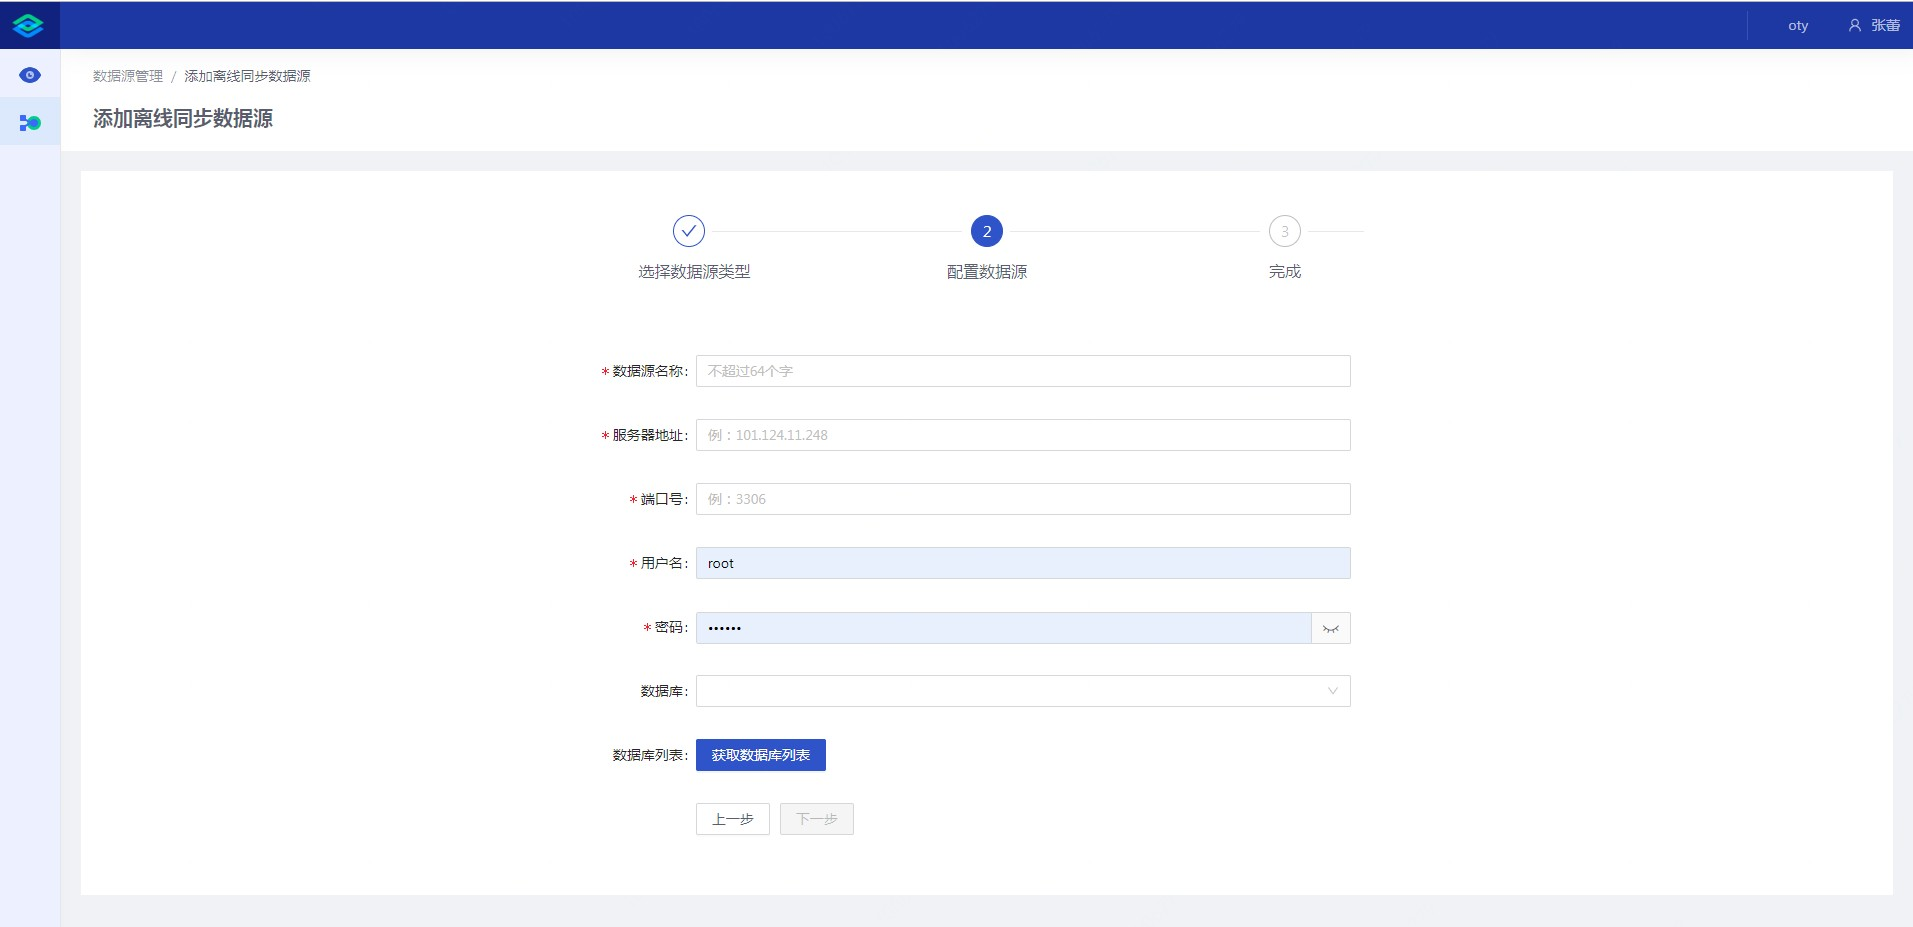 oty
张蕾
数据源管理 / 添加离线同步数据源
添加离线同步数据源
2
3
选择数据源类型
配置数据源
完成
* 数据源名称:
不超过64个字
* 服务器地址:
例：101.124.11.248
* 端口号:
例：3306
* 用户名:
root
* 密码:
••••••
数据库:
数据库列表:
获取数据库列表
上一步
下一步